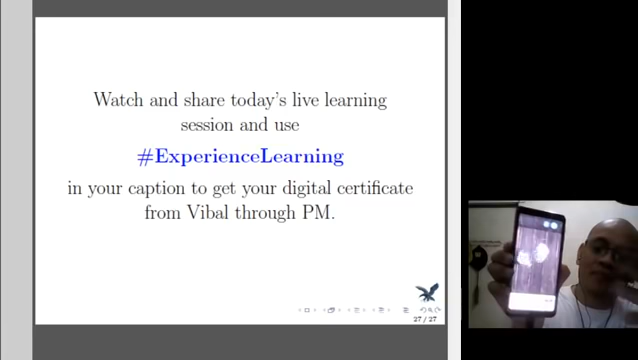 Watch and share today's live learning
session and use
#ExperienceLearning
in your caption to get your digital certificate
from Vibal through PM.
27 / 27